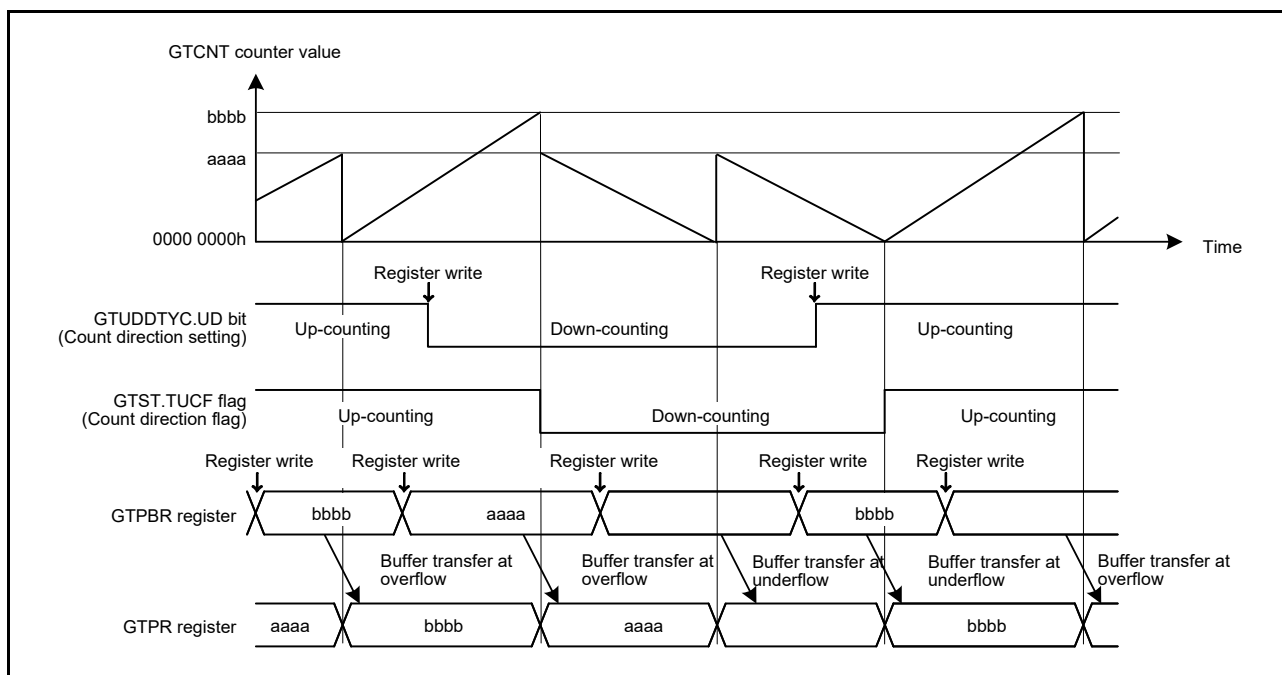 GTCNT counter value
bbbb
aaaa
0000 0000h
Time
Register write
Register write
GTUDDTYC.UD bit
(Count direction setting)
Up-counting
Down-counting
Up-counting
GTST.TUCF flag
(Count direction flag)
Up-counting
Down-counting
Up-counting
Register write
Register write
Register write
Register write
Register write
GTPBR register
bbbb
aaaa
bbbb
Buffer transfer at
overflow
Buffer transfer at
overflow
Buffer transfer at
underflow
Buffer transfer at
underflow
Buffer transfer at
overflow
GTPR register
aaaa
bbbb
aaaa
bbbb